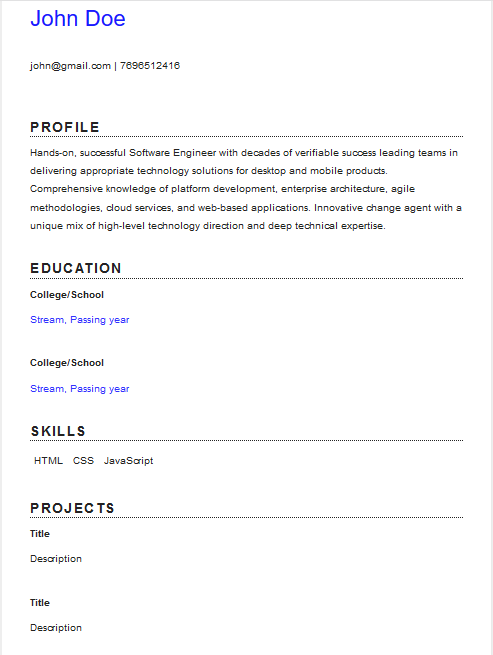 John Doe
john@gmail.com | 7696512416
PROFILE
Hands-on, successful Software Engineer with decades of verifiable success leading teams in
delivering appropriate technology solutions for desktop and mobile products.
Comprehensive knowledge of platform development, enterprise architecture, agile
methodologies, cloud services, and web-based applications. Innovative change agent with a
unique mix of high-level technology direction and deep technical expertise.
EDUCATION
College/School
Stream, Passing year
College/School
Stream, Passing year
SKILLS
HTML CSS JavaScript
PROJECTS
Title
Description
Title
Description